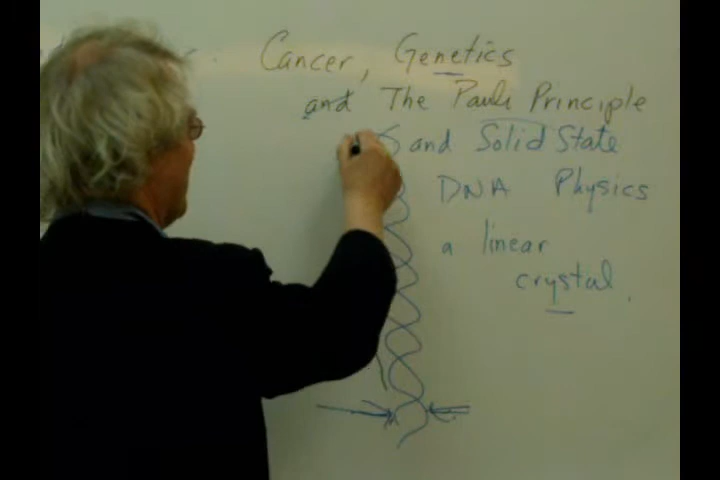 Cancer, Genetics
and The Pauli Principle
and Solid State
DNA Physics
a linear
crystal.